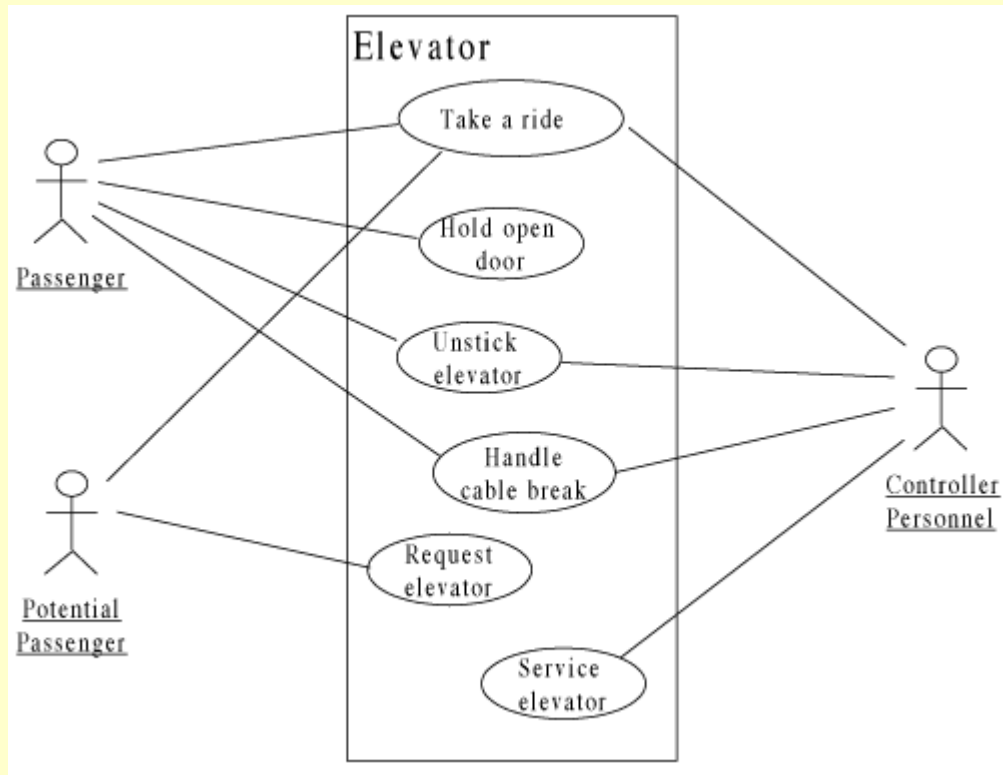 Elevator
Take a ride
Hold open
door
Passenger
Unstick
elevator
Handle
cable break
Controller
Personnel
Request
elevator
Potential
Passenger
Service
elevator